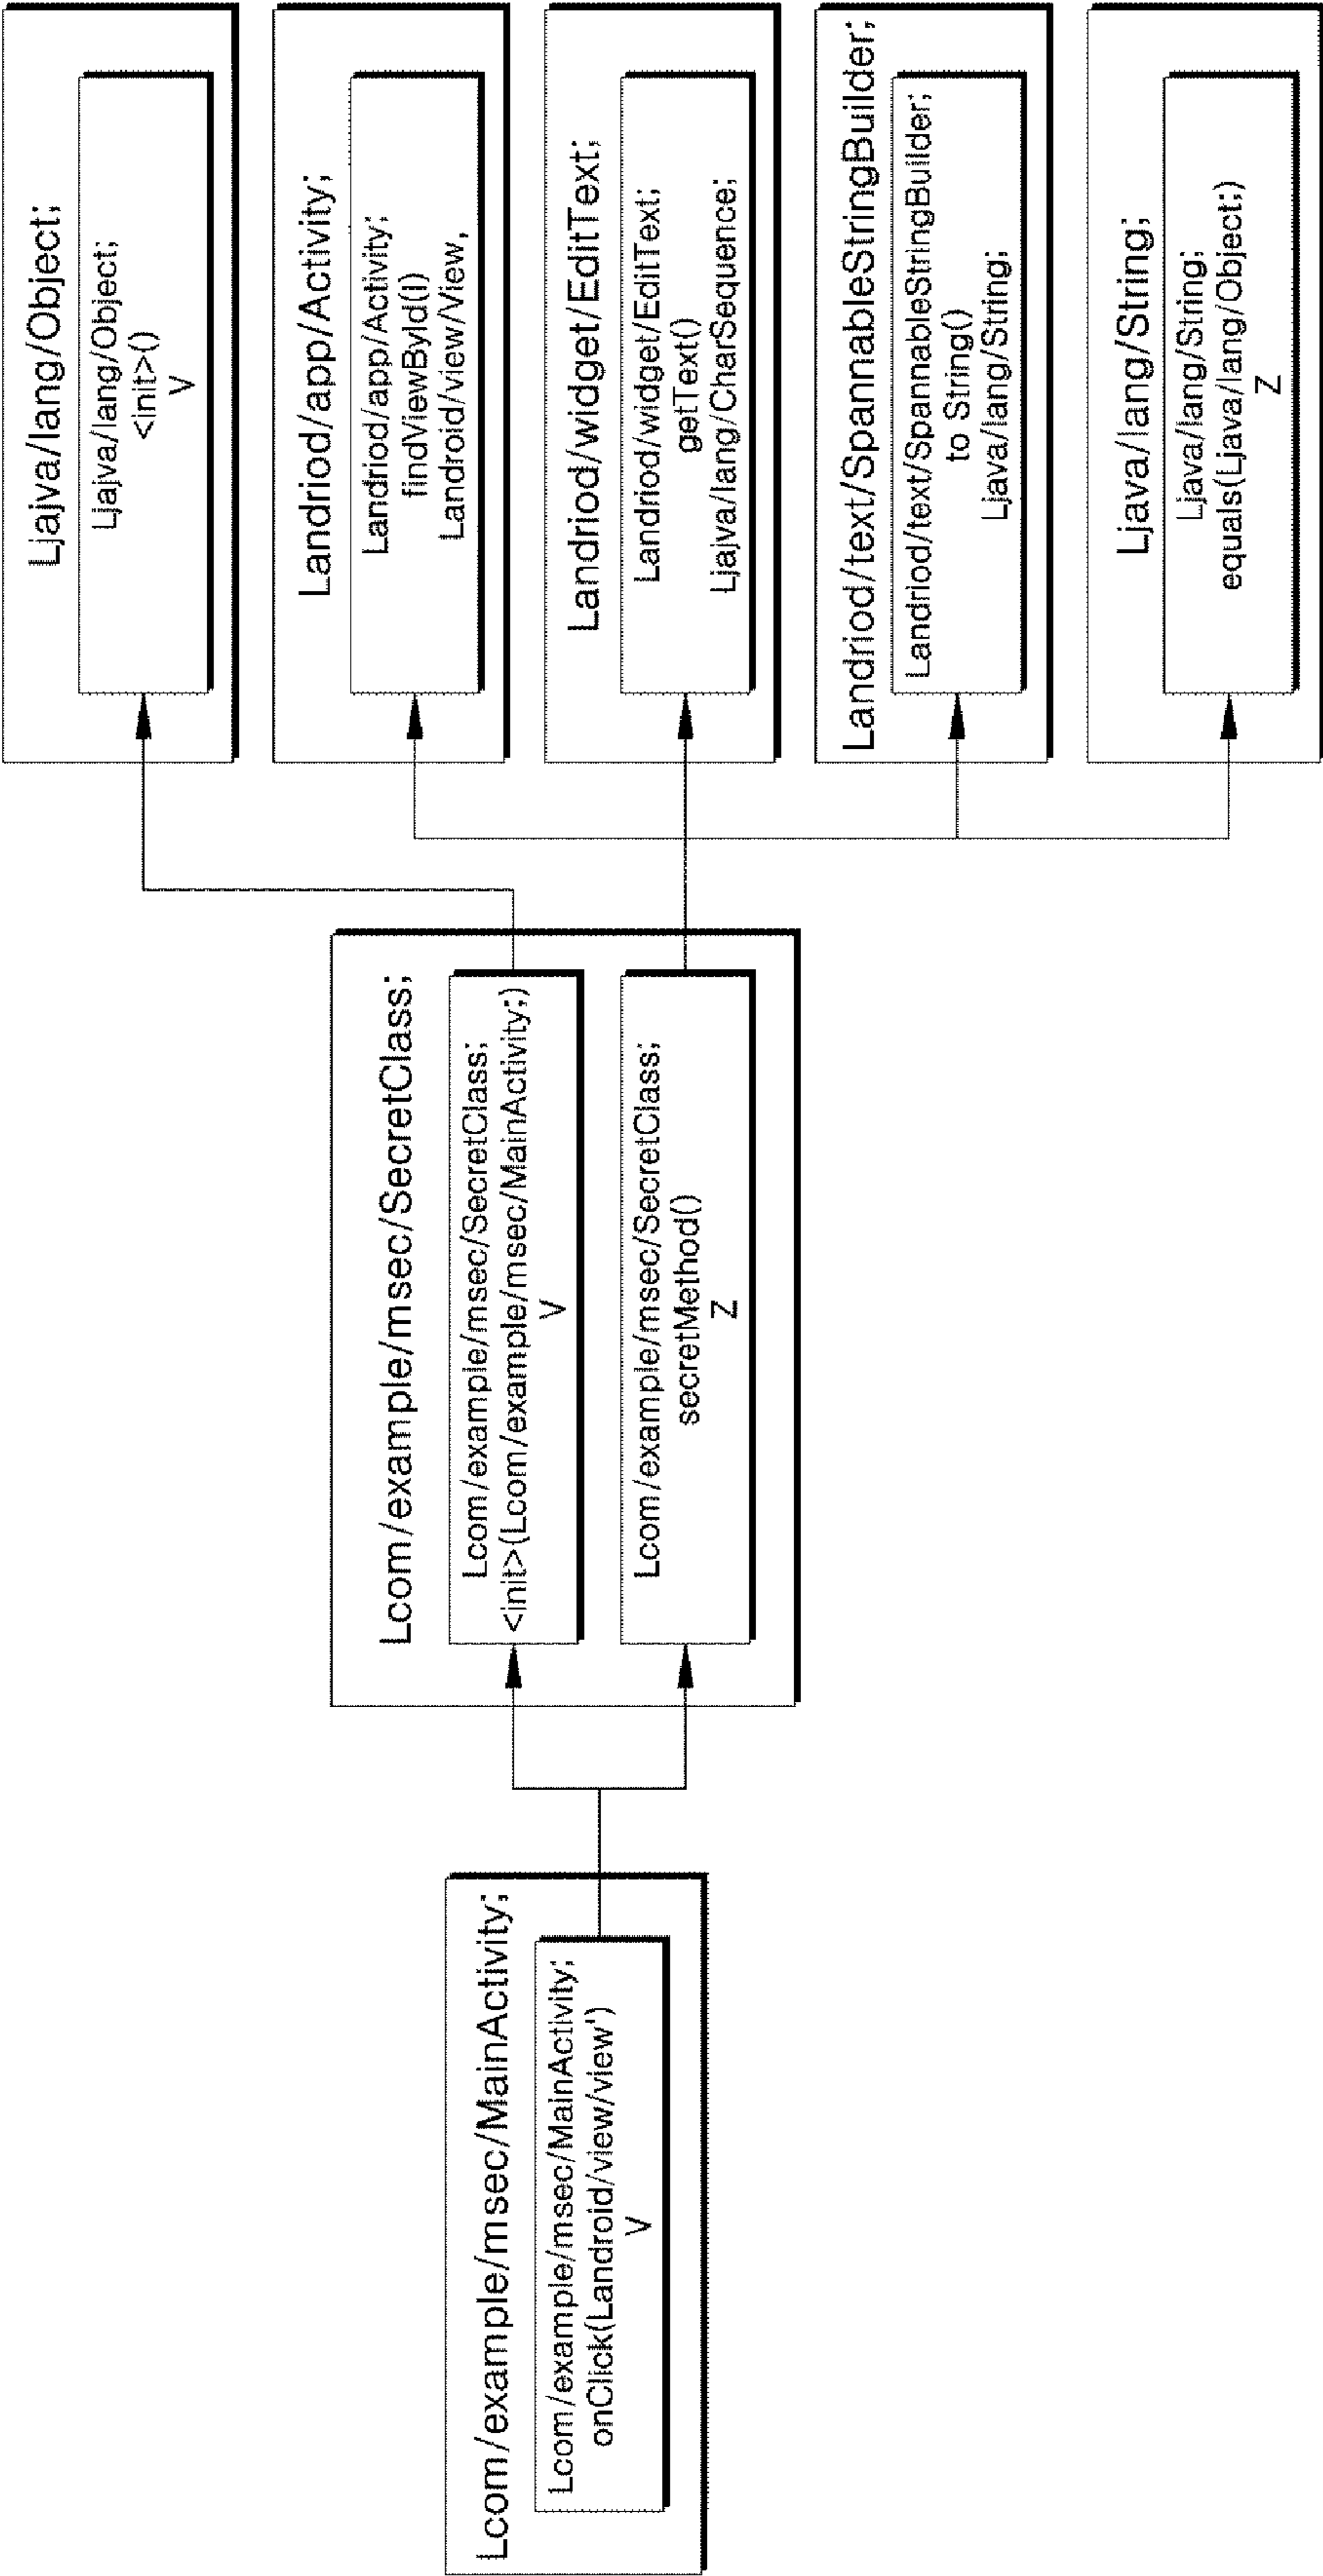 Lcom/example/msec/MainActivity;
Lcom/example/msec/MainActivity;
onClick(Landroid/view/view')
V
Lcom/example/msec/SecretClass;
Lcom/example/msec/SecretClass;
<init>(Lcom/example/msec/MainActivity;)
V
Lcom/example/msec/SecretClass;
secretMethod()
Z
Ljajva/lang/Object;
Ljajva/lang/Object;
<init>()
V
Landriod/app/Activity;
Landriod/app/Activity;
findViewById(I)
Landroid/view/View,
Landriod/widget/EditText;
Landriod/widget/EditText;
getText()
Ljajva/lang/CharSequence;
Landriod/text/SpannableStringBuilder;
Landriod/text/SpannableStringBuilder;
to String()
Ljava/lang/String;
Ljava/lang/String;
Ljava/lang/String;
equals(Ljava/lang/Object;)
Z